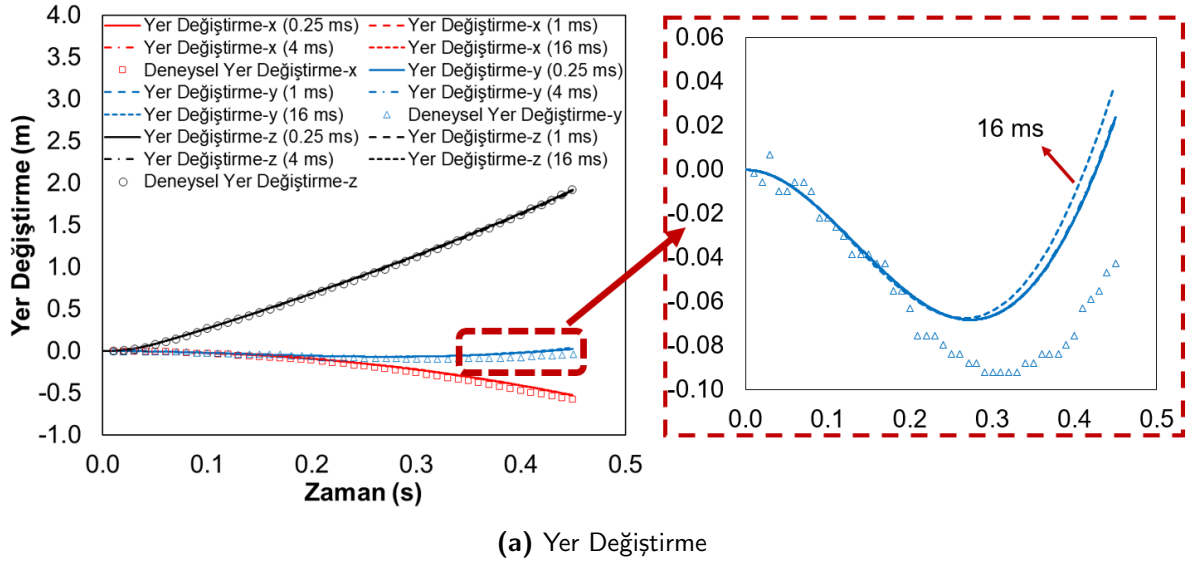 4.0
3.5
3.0
2.5
2.0
1.5
1.0
0.5
0.0
-0.5
-1.0
Yer Değiştirme (m)
Yer Değiştirme-x (0.25 ms) Yer Değiştirme-x (1 ms)
Yer Değiştirme-x (4 ms) Yer Değiştirme-x (16 ms)
Deneysel Yer Değiştirme-x Yer Değiştirme-y (0.25 ms)
Yer Değiştirme-y (1 ms) Yer Değiştirme-y (4 ms)
Yer Değiştirme-y (16 ms) Deneysel Yer Değiştirme-y
Yer Değiştirme-z (0.25 ms) Yer Değiştirme-z (1 ms)
Yer Değiştirme-z (4 ms) Yer Değiştirme-z (16 ms)
Deneysel Yer Değiştirme-z
0.0 0.1 0.2 0.3 0.4 0.5
Zaman (s)
0.06
0.04
0.02
0.00
-0.02
-0.04
-0.06
-0.08
-0.10
16 ms
0.0 0.1 0.2 0.3 0.4 0.5
(a) Yer Değiştirme